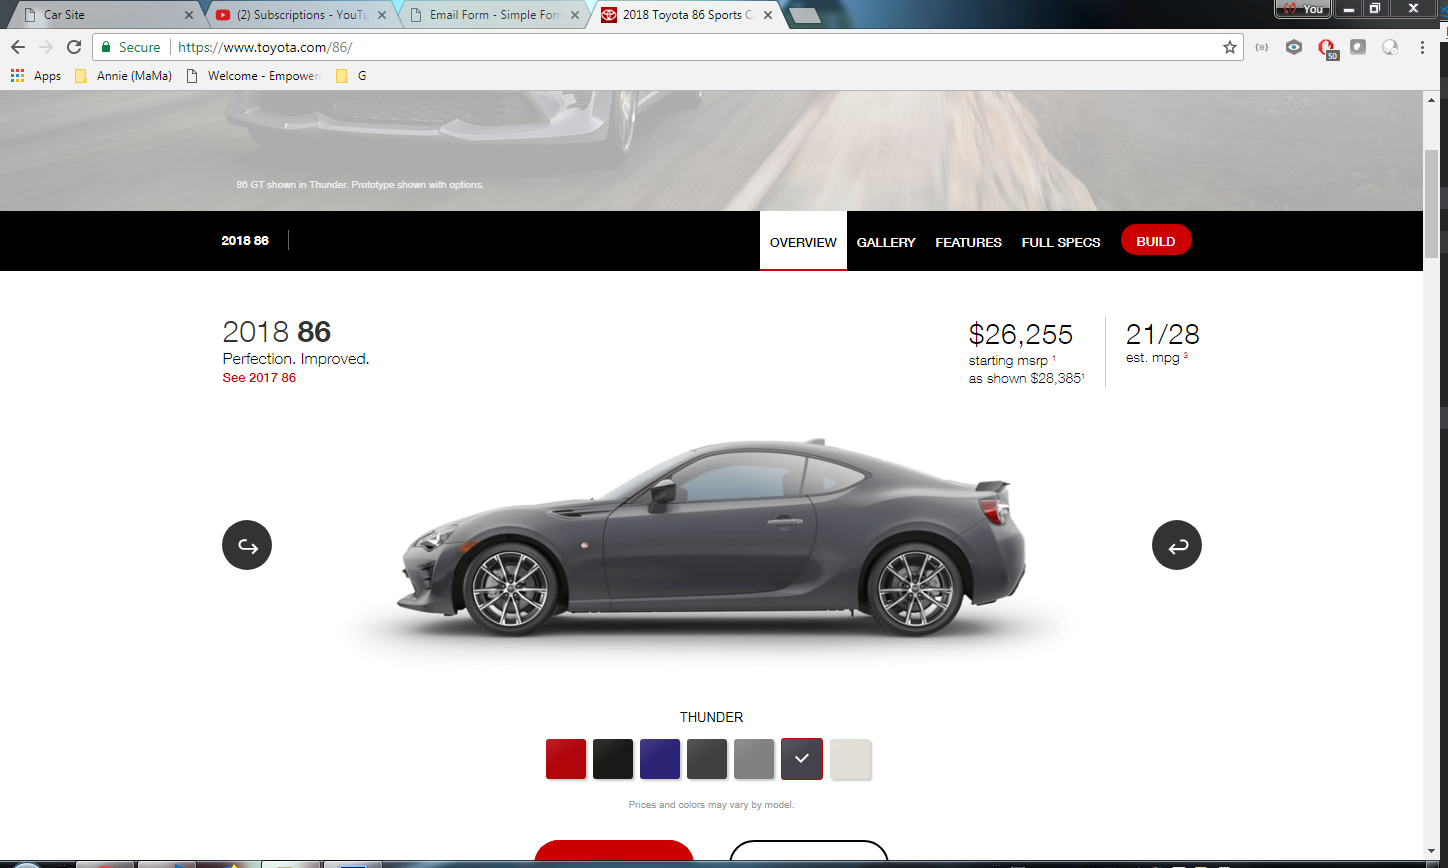 Car Site
(2) Subscriptions - YouTu
Email Form - Simple Form
2018 Toyota 86 Sports C
You
Secure
https://www.toyota.com/86/
50
Apps
Annie (MaMa)
Welcome - Empower
G
86 GT shown in Thunder. Prototype shown with options.
2018 86
OVERVIEW
GALLERY
FEATURES
FULL SPECS
BUILD
2018 86
Perfection. Improved.
See 2017 86
$26,255
starting msrp 1
as shown $28,3851
21/28
est. mpg 3
THUNDER
Prices and colors may vary by model.